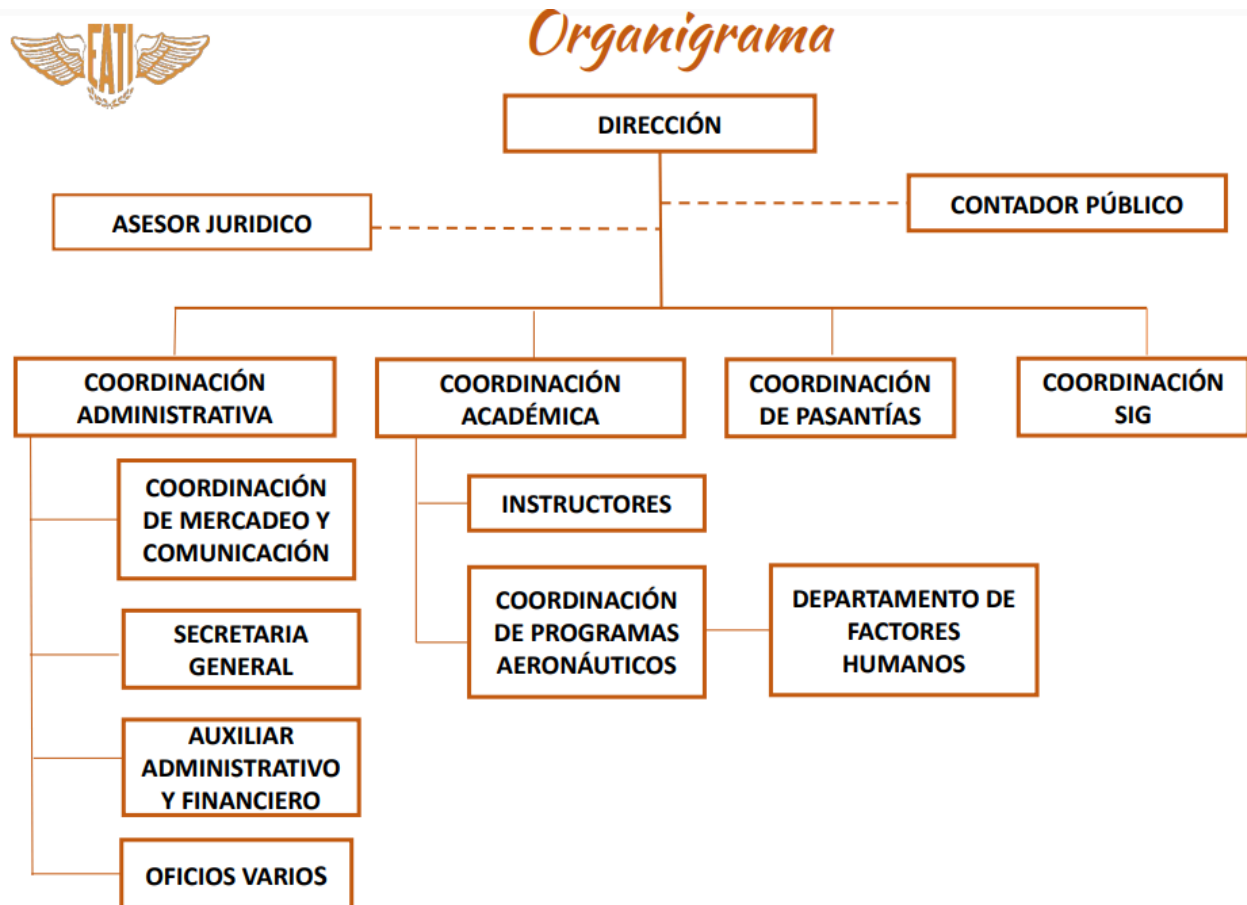 Organigrama
EATI
DIRECCIÓN
ASESOR JURIDICO
CONTADOR PÚBLICO
COORDINACIÓN
ADMINISTRATIVA
COORDINACIÓN
ACADÉMICA
COORDINACIÓN
DE PASANTÍAS
COORDINACIÓN
SIG
COORDINACIÓN
DE MERCADEO Y
COMUNICACIÓN
SECRETARIA
GENERAL
AUXILIAR
ADMINISTRATIVO
Y FINANCIERO
OFICIOS VARIOS
INSTRUCTORES
COORDINACIÓN
DE PROGRAMAS
AERONÁUTICOS
DEPARTAMENTO DE
FACTORES
HUMANOS